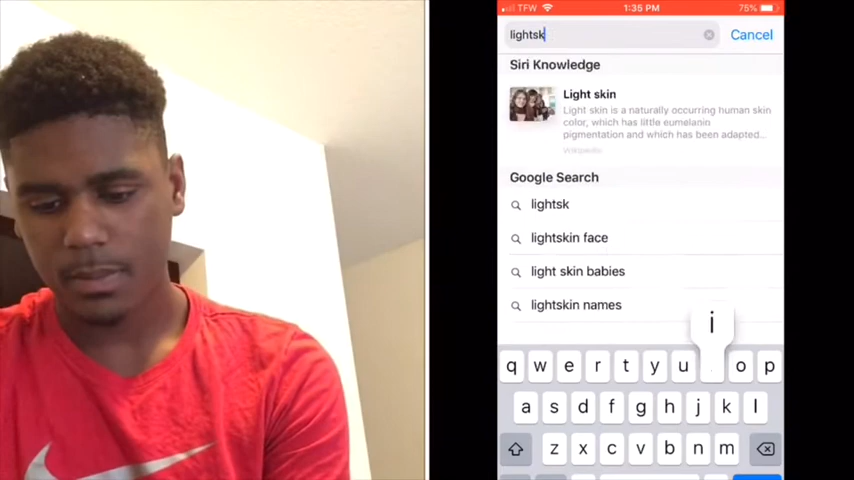 TFW 1:35 PM 75%
lightsk Cancel
Siri Knowledge
Light skin
Light skin is a naturally occurring human skin
color, which has little eumelanin
pigmentation and which has been adapted...
Wikipedia
Google Search
lightsk
lightskin face
light skin babies
lightskin names
i
q w e r t y u o p
a s d f g h j k l
z x c v b n m